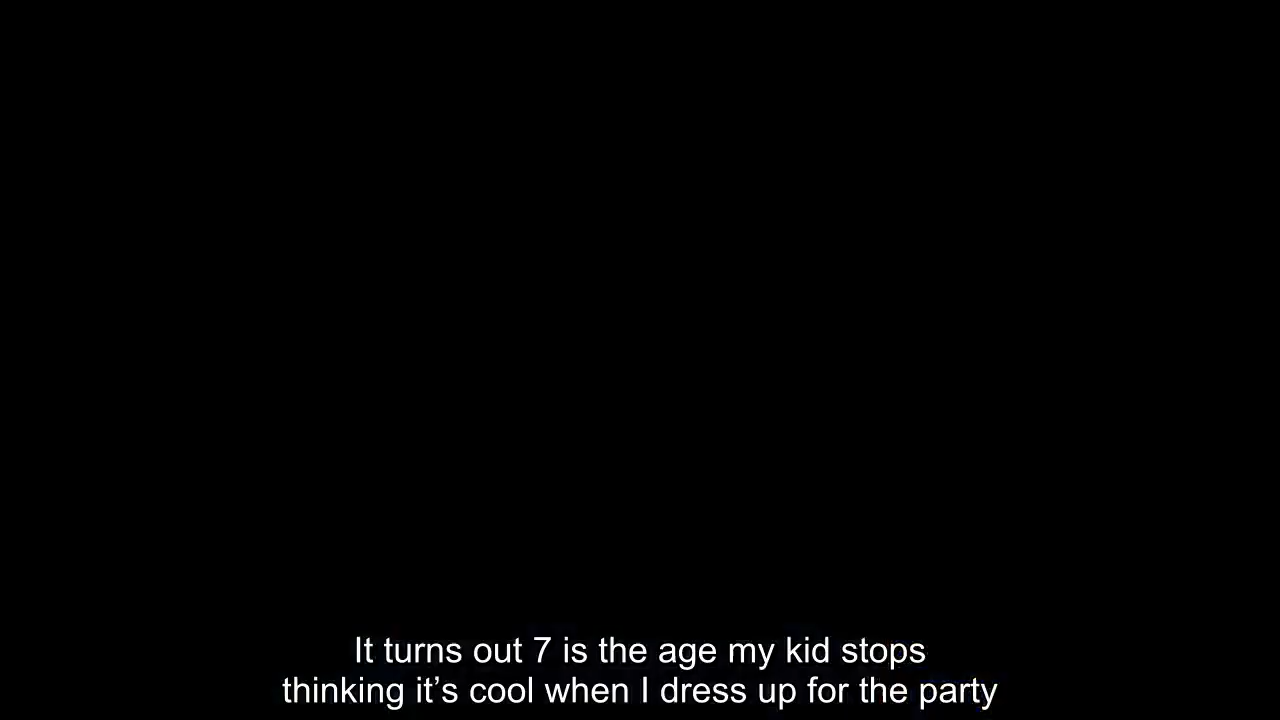 It turns out 7 is the age my kid stops
thinking it’s cool when I dress up for the party